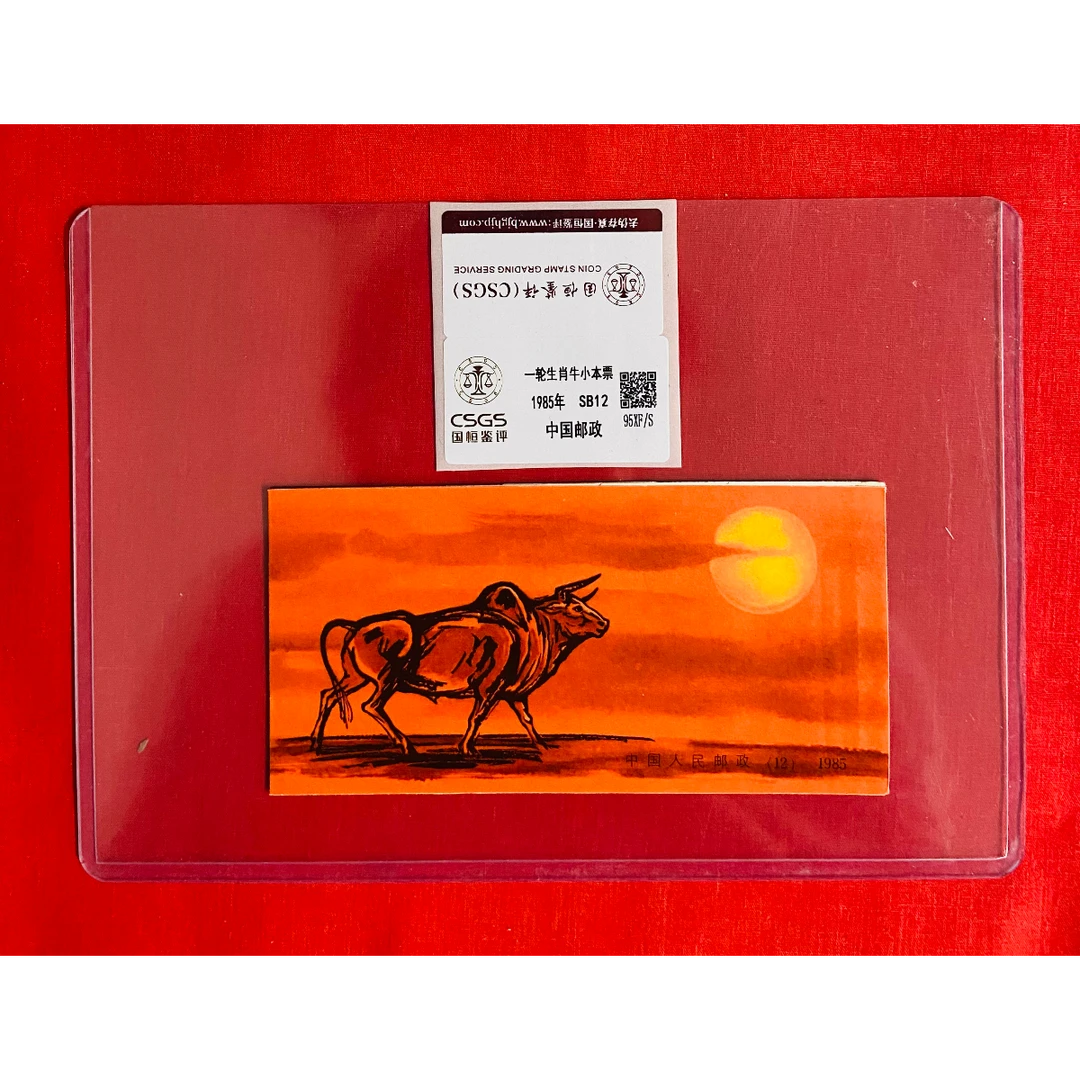 去伪存真·国恒鉴评:www.bjghjp.com
国恒鉴评(CSGS)
COIN STAMP GRADING SERVICE
CSGS
国恒鉴评
一轮生肖牛小本票
1985年 SB12
中国邮政
95XF/S
中国人民邮政 (12) 1985